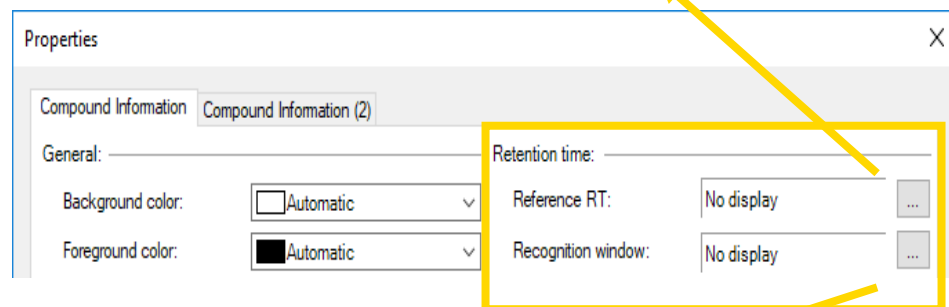 Properties
Compound Information Compound Information (2)
General: Retention time:
Background color: Automatic Reference RT: No display ...
Foreground color: Automatic Recognition window: No display ...